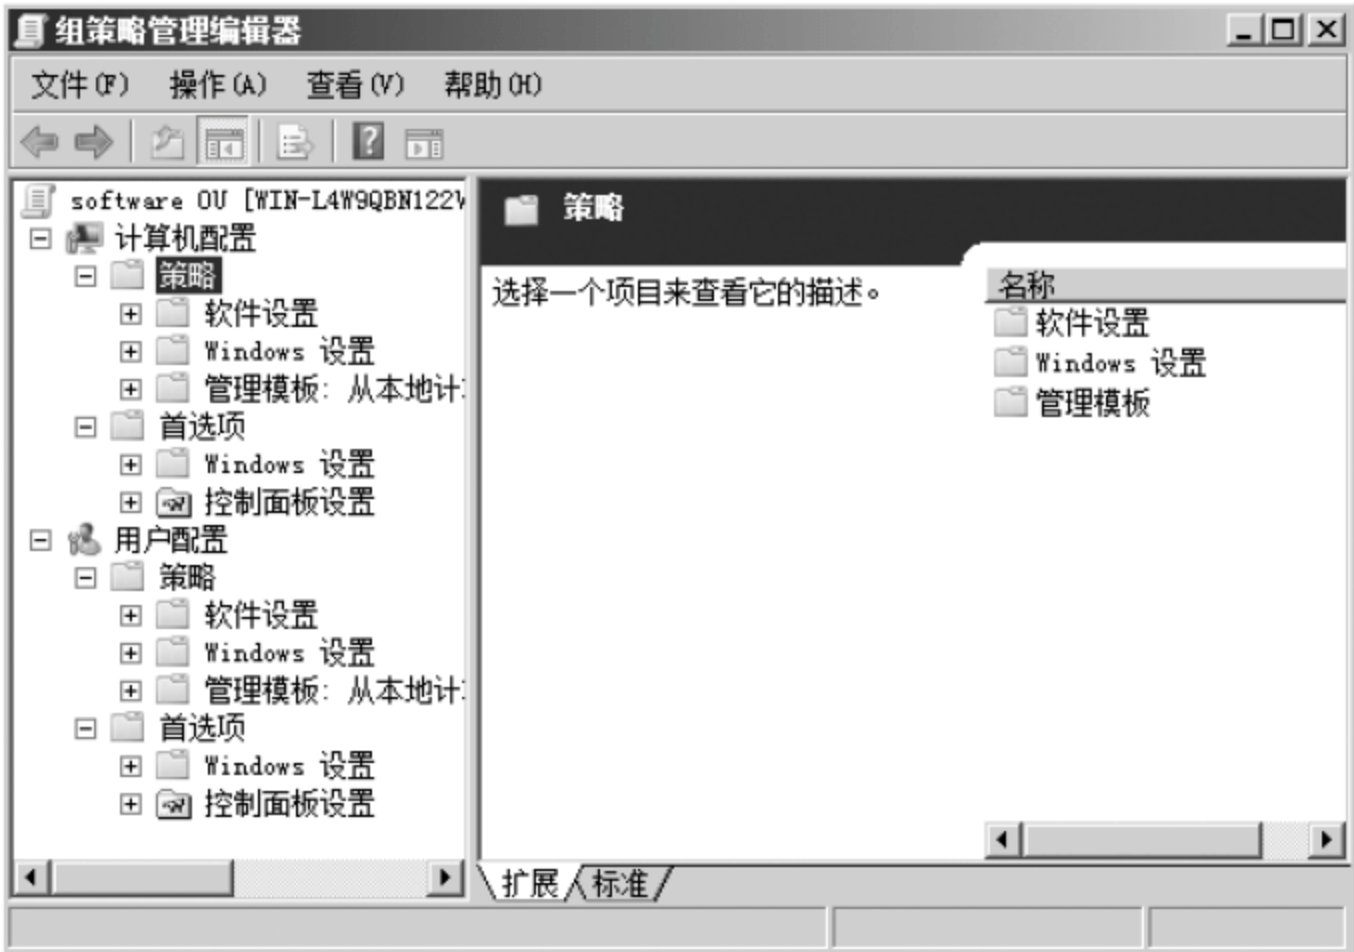 组策略管理编辑器
文件(F) 操作(A) 查看(V) 帮助(H)
software OU [WIN-L4W9QBN122V
计算机配置
策略
软件设置
Windows 设置
管理模板: 从本地计
首选项
Windows 设置
控制面板设置
用户配置
策略
软件设置
Windows 设置
管理模板: 从本地计
首选项
Windows 设置
控制面板设置
策略
选择一个项目来查看它的描述。
名称
软件设置
Windows 设置
管理模板
扩展 标准